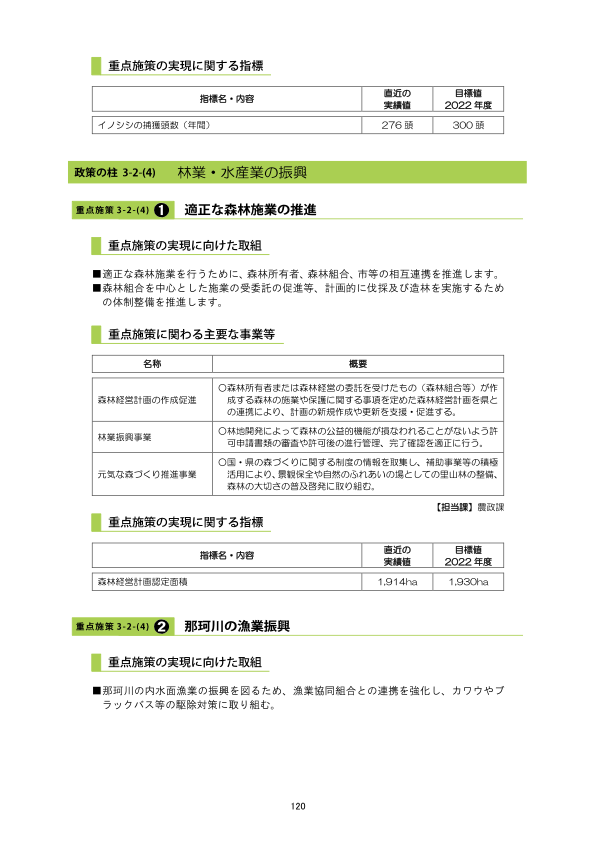 重点施策の実現に関する指標
指標名・内容
直近の
実績値
目標値
2022 年度
イノシシの捕獲頭数（年間）
276 頭
300 頭
政策の柱 3-2-(4)　林業・水産業の振興
重点施策 3-2-(4) ❶ 適正な森林施業の推進
重点施策の実現に向けた取組
■適正な森林施業を行うために、森林所有者、森林組合、市等の相互連携を推進します。
■森林組合を中心とした施業の受委託の促進等、計画的に伐採及び造林を実施するため
の体制整備を推進します。
重点施策に関わる主要な事業等
名称
概要
森林経営計画の作成促進
○森林所有者または森林経営の委託を受けたもの（森林組合等）が作
成する森林の施業や保護に関する事項を定めた森林経営計画を県と
の連携により、計画の新規作成や更新を支援・促進する。
林業振興事業
○林地開発によって森林の公益的機能が損なわれることがないよう許
可申請書類の審査や許可後の進行管理、完了確認を適正に行う。
元気な森づくり推進事業
○国・県の森づくりに関する制度の情報を取集し、補助事業等の積極
活用により、景観保全や自然のふれあいの場としての里山林の整備、
森林の大切さの普及啓発に取り組む。
【担当課】農政課
重点施策の実現に関する指標
指標名・内容
直近の
実績値
目標値
2022 年度
森林経営計画認定面積
1,914ha
1,930ha
重点施策 3-2-(4) ❷ 那珂川の漁業振興
重点施策の実現に向けた取組
■那珂川の内水面漁業の振興を図るため、漁業協同組合との連携を強化し、カワウやブ
ラックバス等の駆除対策に取り組む。
120